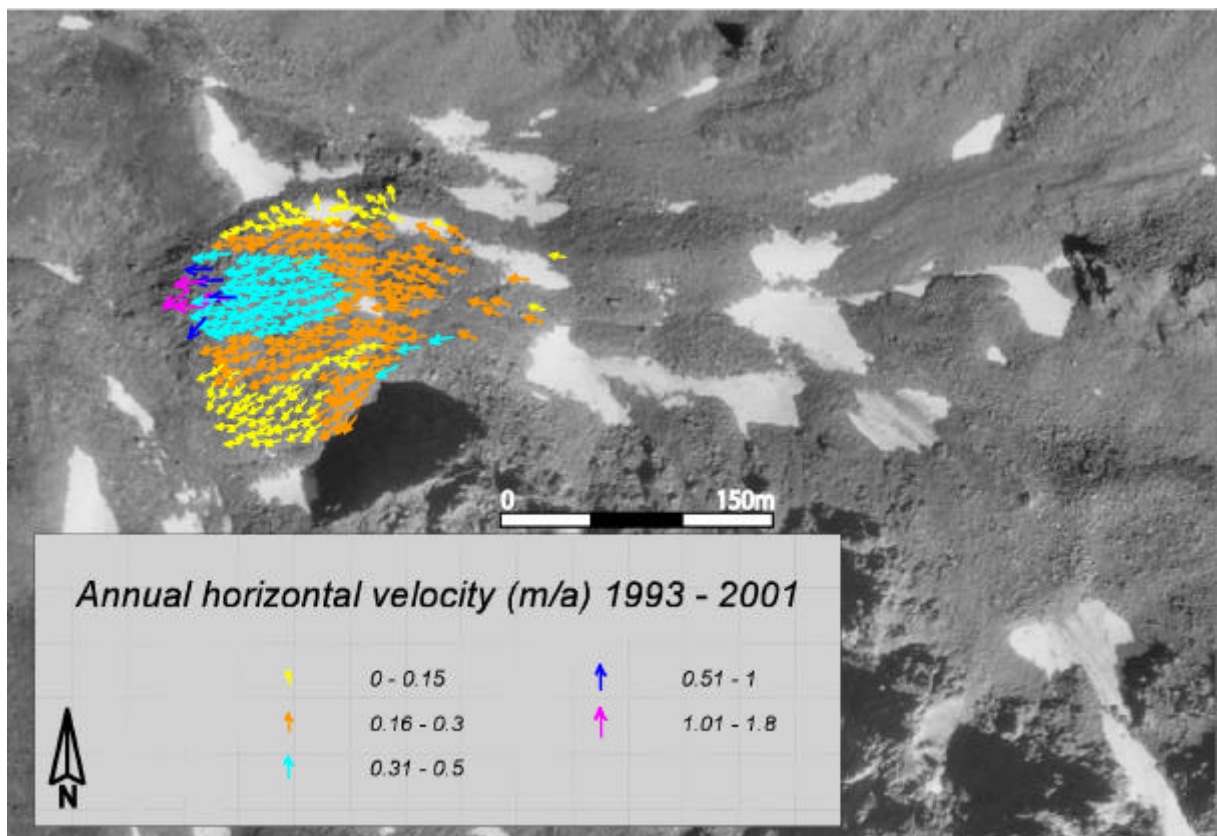 0 150m
Annual horizontal velocity (m/a) 1993 - 2001
0 - 0.15 0.51 - 1
0.16 - 0.3 1.01 - 1.8
0.31 - 0.5
N